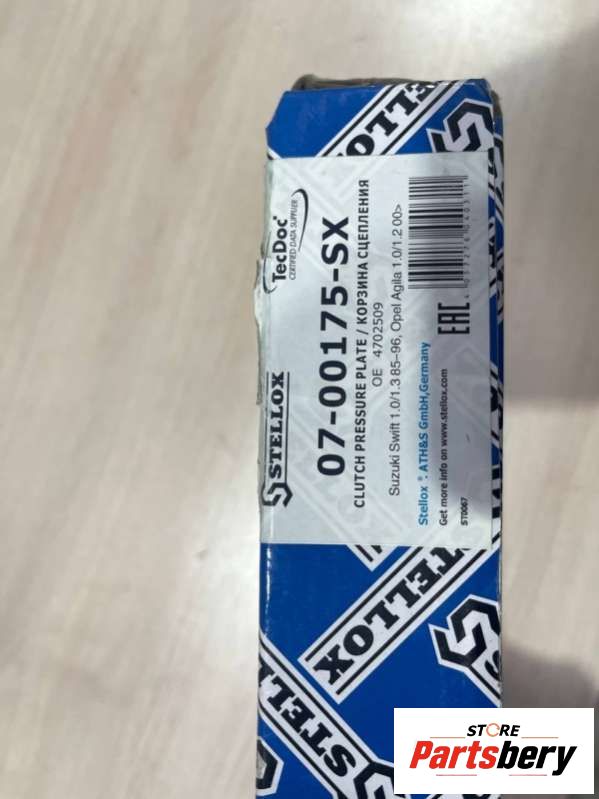 STELLOX
TecDoc®
CERTIFIED DATA SUPPLIER
07-00175-SX
CLUTCH PRESSURE PLATE / КОРЗИНА СЦЕПЛЕНИЯ
OE 4702509
Suzuki Swift 1.0/1.3 85–96, Opel Agila 1.0/1.2 00>
Stellox ®: ATH&S GmbH,Germany
Get more info on www.stellox.com
ST0067
EAC
STELLOX
STELLOX
STELL
STORE
Partsbery